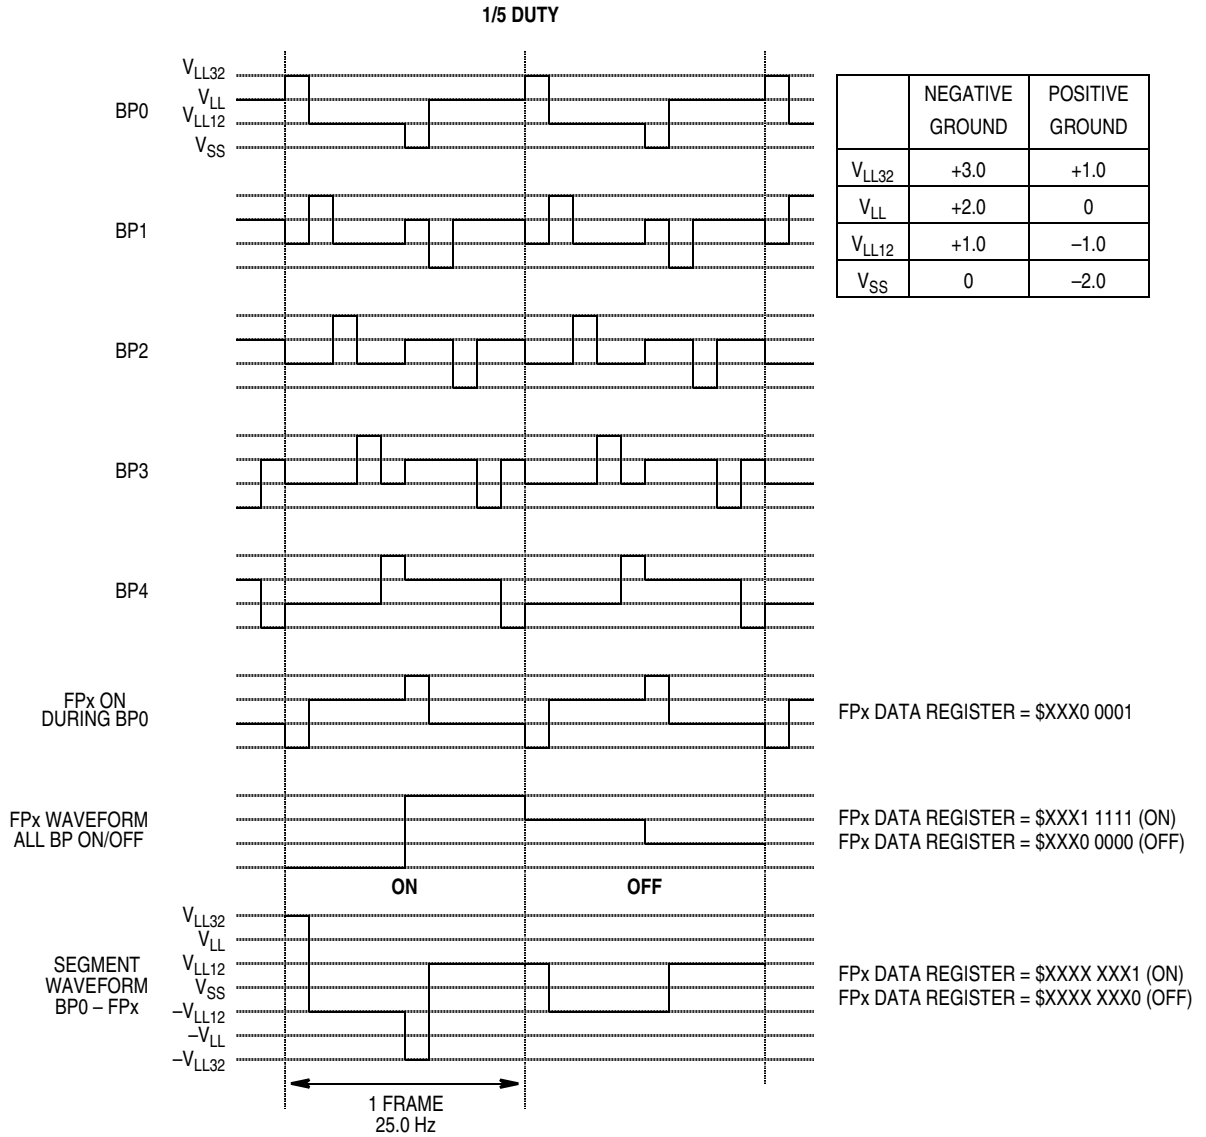 1/5 DUTY
VLL32
VLL
VLL12
VSS
BP0
NEGATIVE GROUND
POSITIVE GROUND
VLL32 +3.0 +1.0
VLL +2.0 0
VLL12 +1.0 –1.0
VSS 0 –2.0
BP1
BP2
BP3
BP4
FPx ON
DURING BP0
FPx DATA REGISTER = $XXX0 0001
FPx WAVEFORM
ALL BP ON/OFF
FPx DATA REGISTER = $XXX1 1111 (ON)
FPx DATA REGISTER = $XXX0 0000 (OFF)
ON
OFF
VLL32
VLL
VLL12
VSS
–VLL12
–VLL
–VLL32
SEGMENT
WAVEFORM
BP0 – FPx
FPx DATA REGISTER = $XXXX XXX1 (ON)
FPx DATA REGISTER = $XXXX XXX0 (OFF)
1 FRAME
25.0 Hz